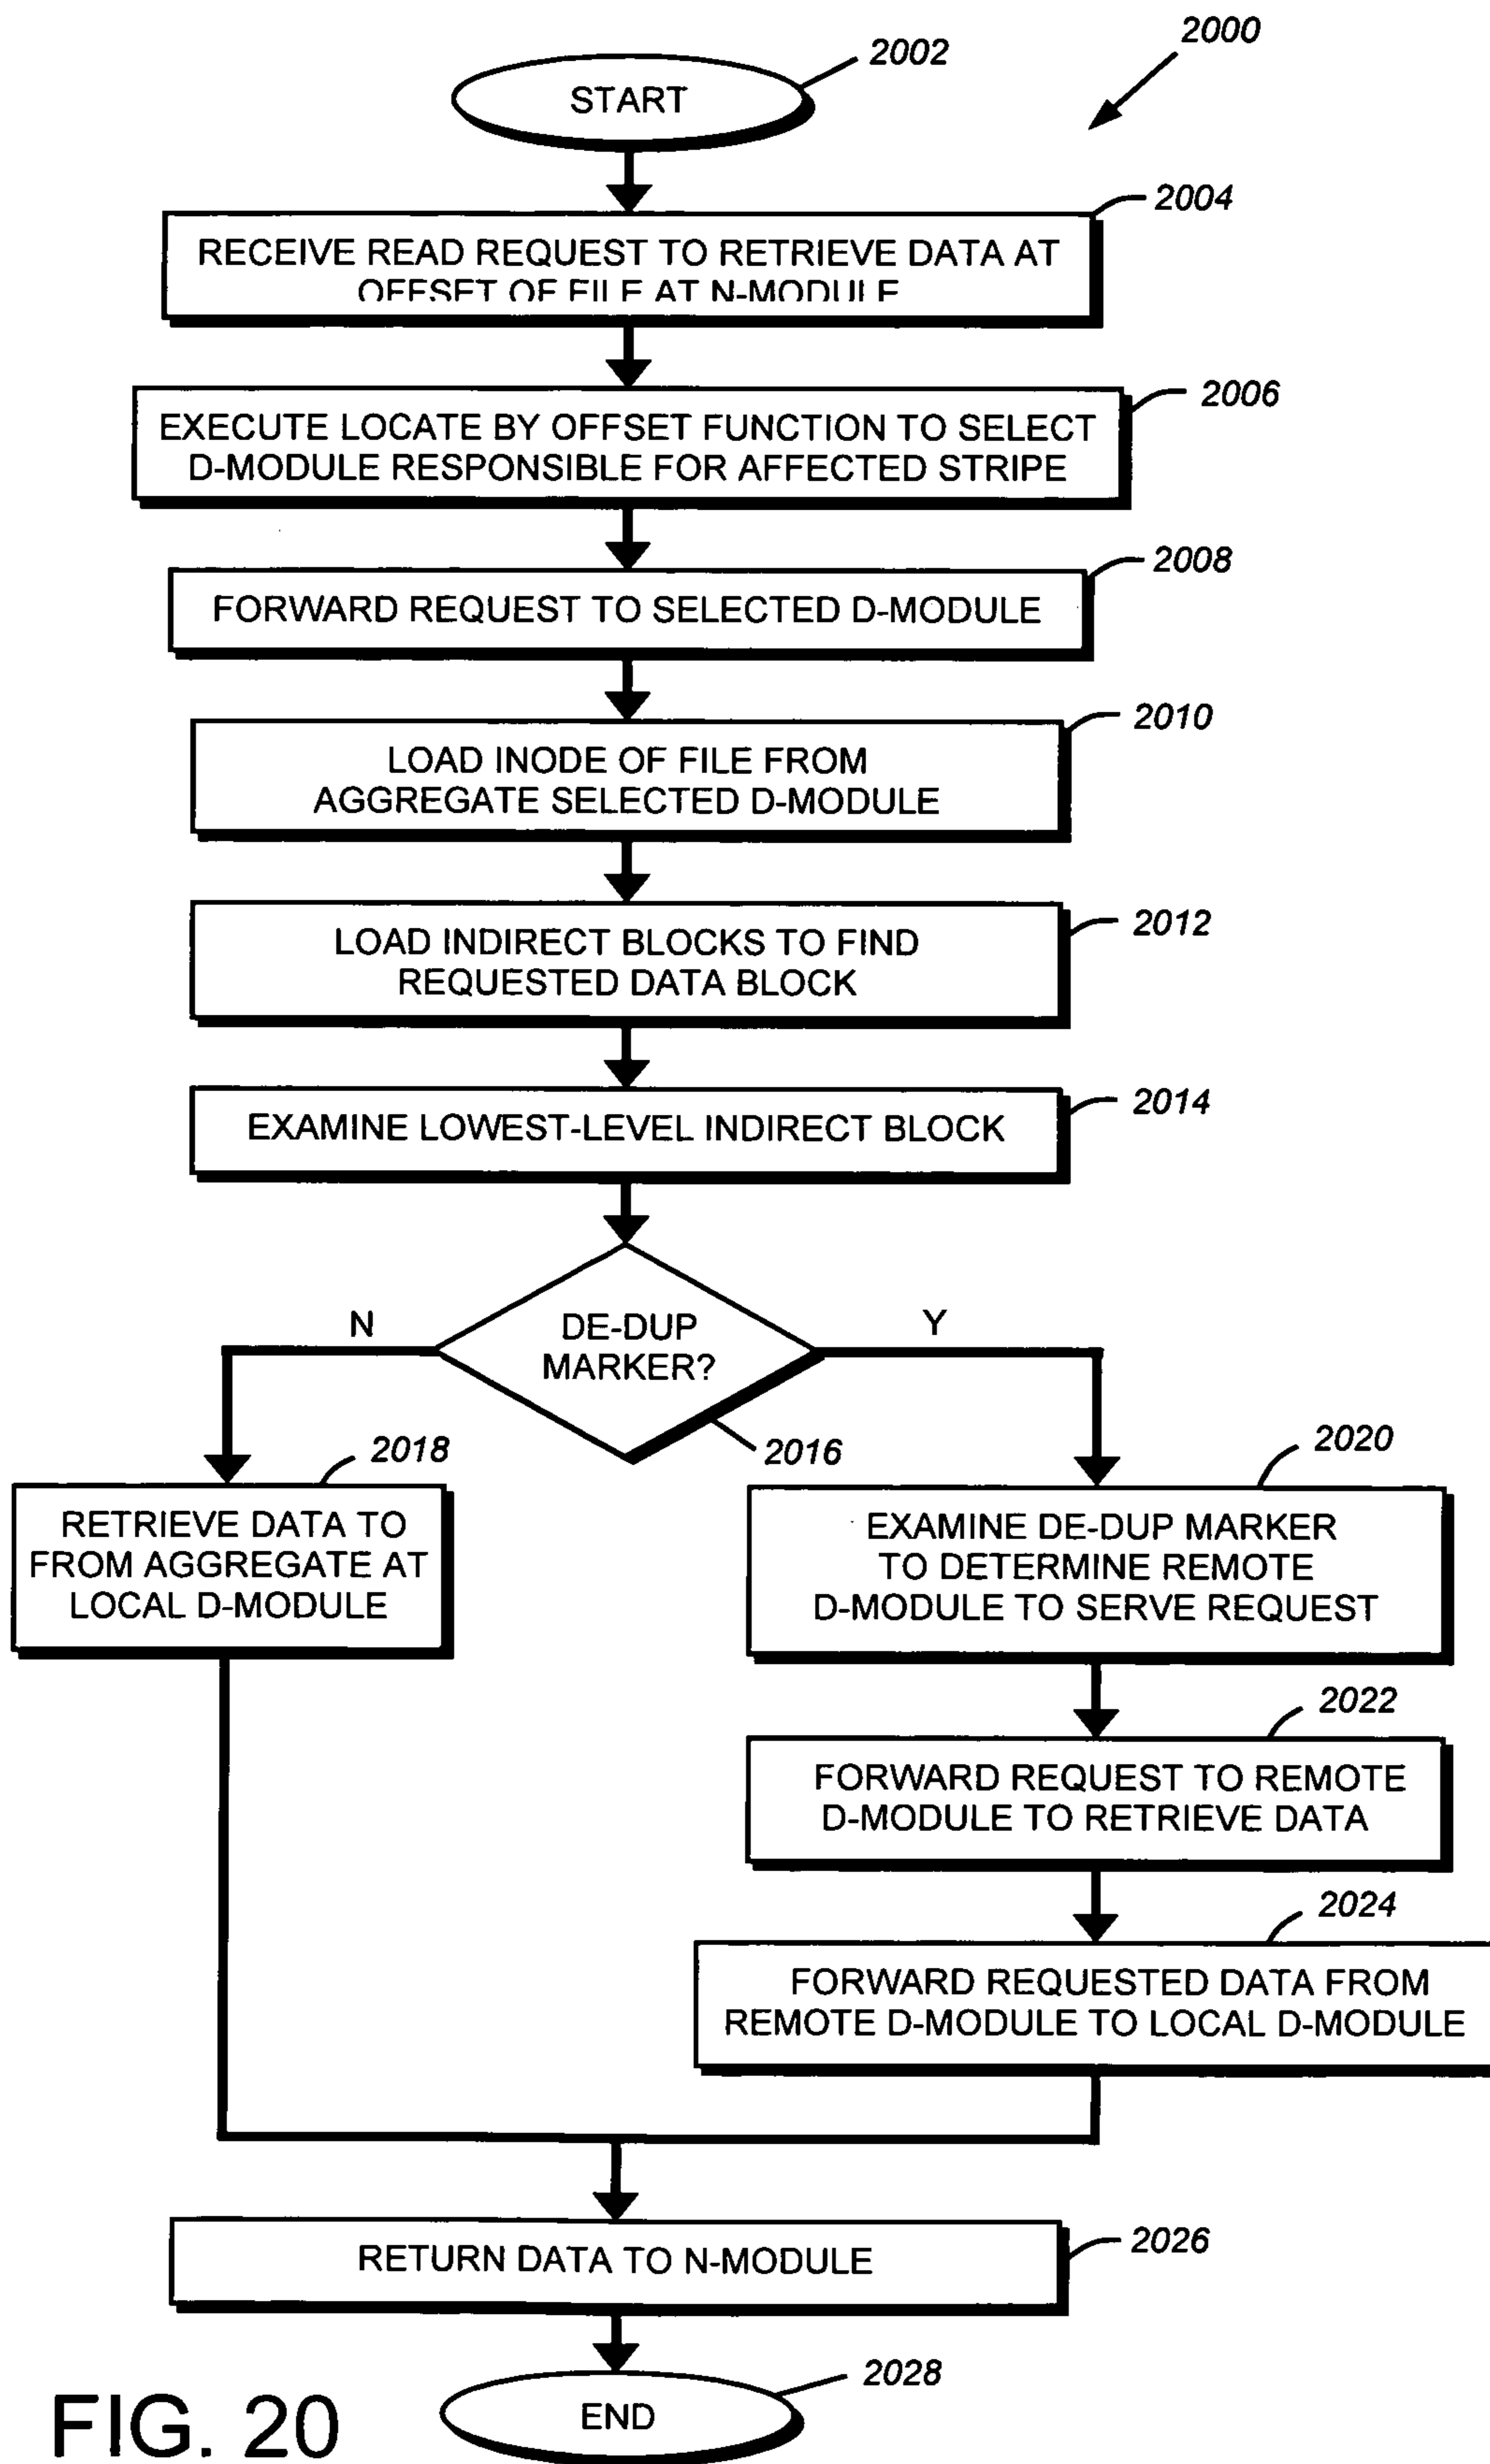 2000
2002
START
2004
RECEIVE READ REQUEST TO RETRIEVE DATA AT
OFFSET OF FILE AT N-MODULE
2006
EXECUTE LOCATE BY OFFSET FUNCTION TO SELECT
D-MODULE RESPONSIBLE FOR AFFECTED STRIPE
2008
FORWARD REQUEST TO SELECTED D-MODULE
2010
LOAD INODE OF FILE FROM
AGGREGATE SELECTED D-MODULE
2012
LOAD INDIRECT BLOCKS TO FIND
REQUESTED DATA BLOCK
2014
EXAMINE LOWEST-LEVEL INDIRECT BLOCK
N
DE-DUP
MARKER?
Y
2016
2018
RETRIEVE DATA TO
FROM AGGREGATE AT
LOCAL D-MODULE
2020
EXAMINE DE-DUP MARKER
TO DETERMINE REMOTE
D-MODULE TO SERVE REQUEST
2022
FORWARD REQUEST TO REMOTE
D-MODULE TO RETRIEVE DATA
2024
FORWARD REQUESTED DATA FROM
REMOTE D-MODULE TO LOCAL D-MODULE
2026
RETURN DATA TO N-MODULE
2028
END
FIG. 20